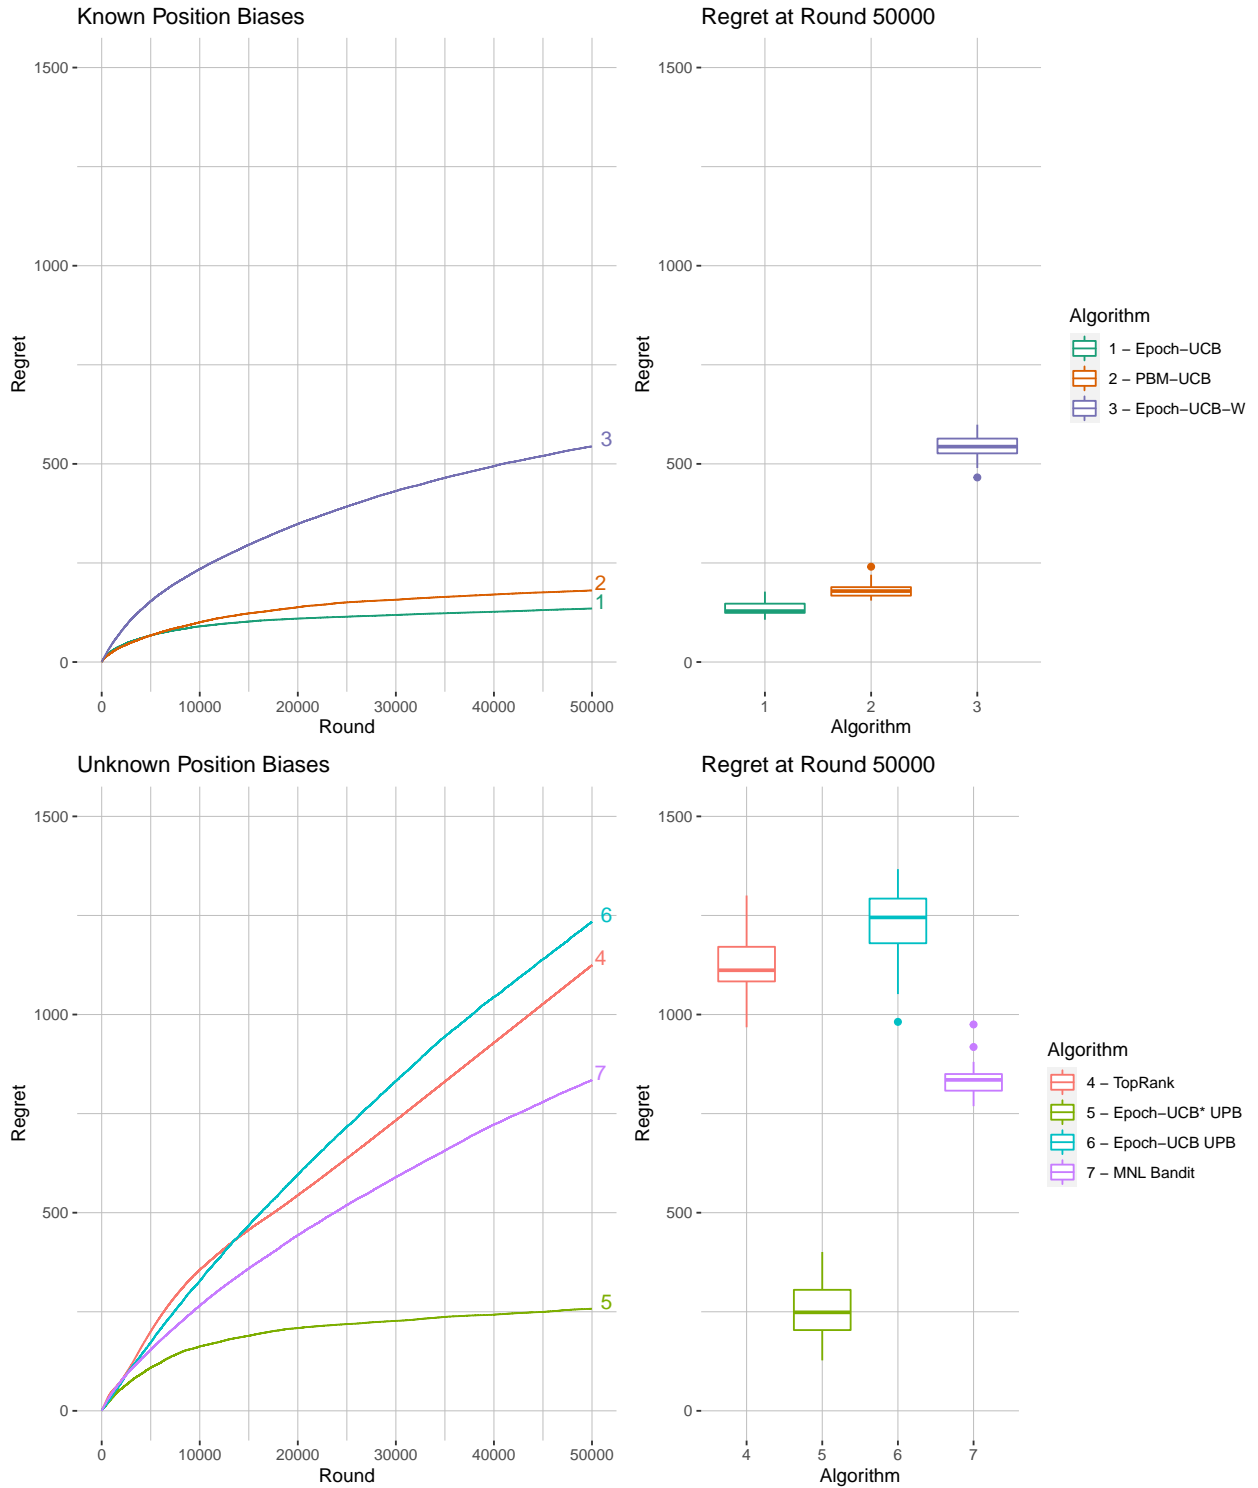 Known Position Biases
Regret at Round 50000
1500
1000
500
0
Regret
0 10000 20000 30000 40000 50000
Round
3
2
1
1500
1000
500
0
Regret
1 2 3
Algorithm
Algorithm
1 − Epoch−UCB
2 − PBM−UCB
3 − Epoch−UCB−W
Unknown Position Biases
Regret at Round 50000
1500
1000
500
0
Regret
0 10000 20000 30000 40000 50000
Round
6
4
7
5
1500
1000
500
0
Regret
4 5 6 7
Algorithm
Algorithm
4 − TopRank
5 − Epoch−UCB* UPB
6 − Epoch−UCB UPB
7 − MNL Bandit